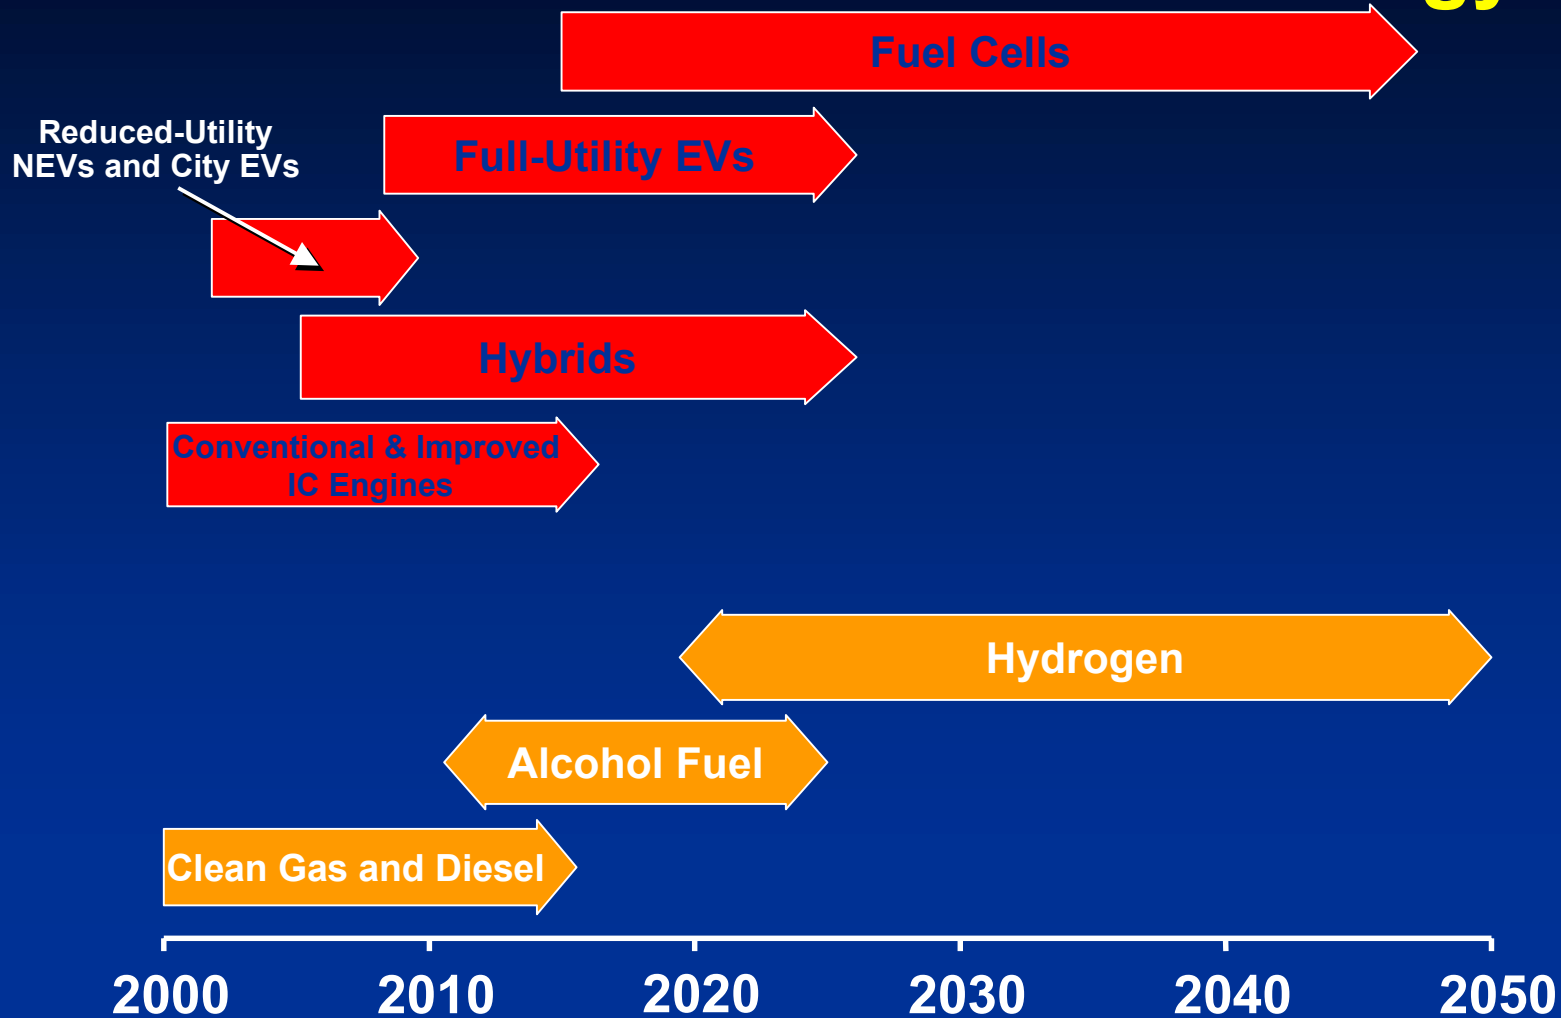 Fuel Cells
Reduced-Utility
NEVs and City EVs
Full-Utility EVs
Hybrids
Conventional & Improved
IC Engines
Hydrogen
Alcohol Fuel
Clean Gas and Diesel
2000 2010 2020 2030 2040 2050